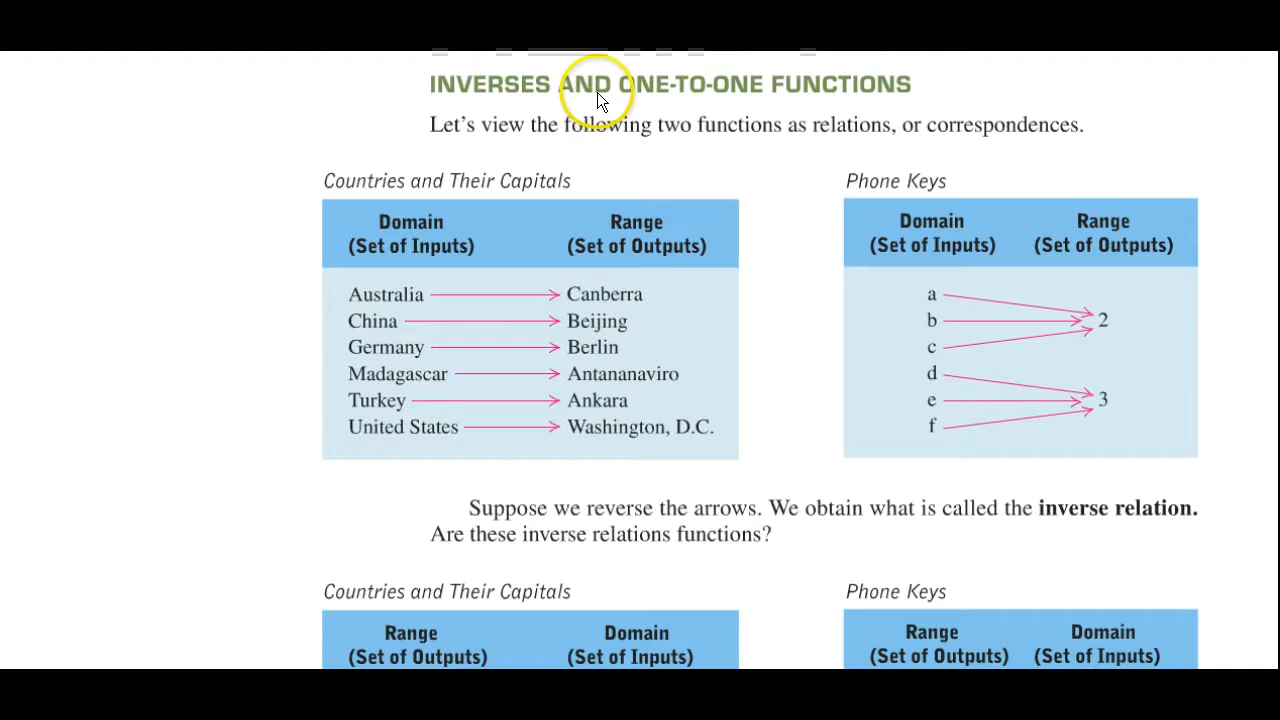 INVERSES AND ONE-TO-ONE FUNCTIONS
Let's view the following two functions as relations, or correspondences.
Countries and Their Capitals
Domain Range
(Set of Inputs) (Set of Outputs)
Australia Canberra
China Beijing
Germany Berlin
Madagascar Antananaviro
Turkey Ankara
United States Washington, D.C.
Phone Keys
Domain Range
(Set of Inputs) (Set of Outputs)
a
b 2
c
d
e 3
f
Suppose we reverse the arrows. We obtain what is called the inverse relation.
Are these inverse relations functions?
Countries and Their Capitals
Range Domain
(Set of Outputs) (Set of Inputs)
Phone Keys
Range Domain
(Set of Outputs) (Set of Inputs)